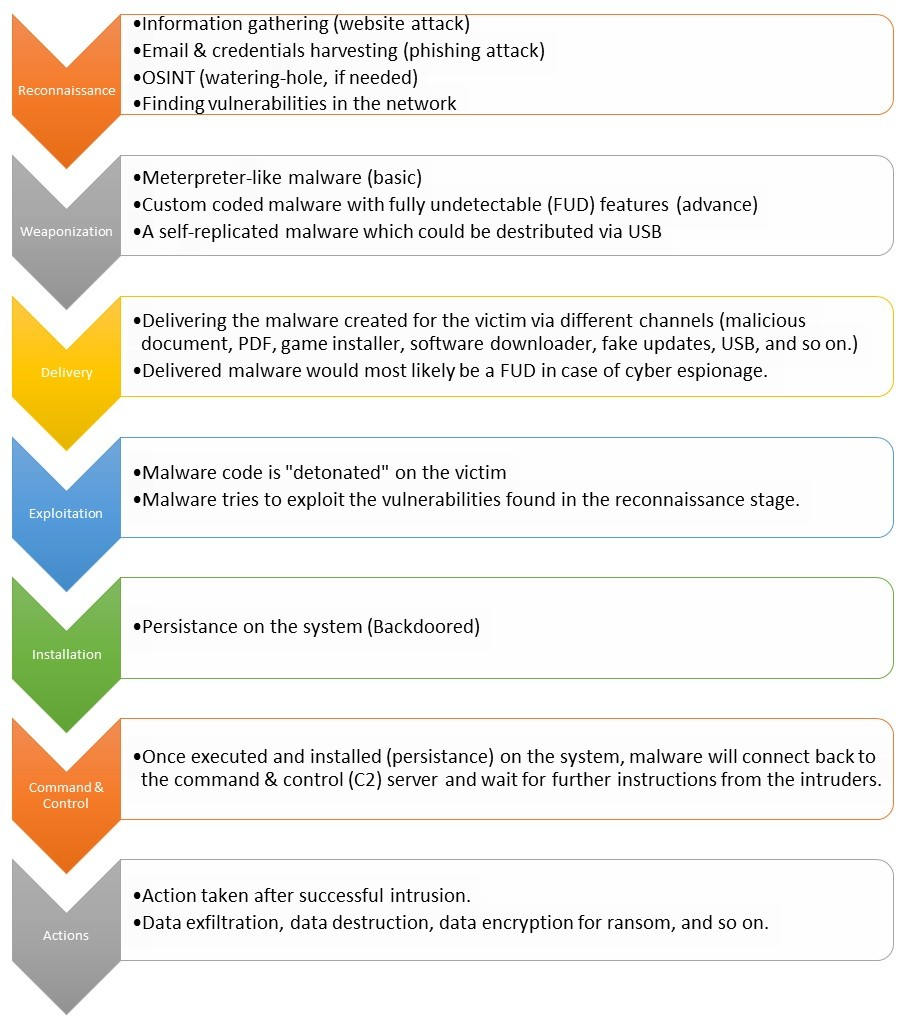 Reconnaissance
•Information gathering (website attack)
•Email & credentials harvesting (phishing attack)
•OSINT (watering-hole, if needed)
•Finding vulnerabilities in the network
Weaponization
•Meterpreter-like malware (basic)
•Custom coded malware with fully undetectable (FUD) features (advance)
•A self-replicated malware which could be destributed via USB
Delivery
•Delivering the malware created for the victim via different channels (malicious
document, PDF, game installer, software downloader, fake updates, USB, and so on.)
•Delivered malware would most likely be a FUD in case of cyber espionage.
Exploitation
•Malware code is "detonated" on the victim
•Malware tries to exploit the vulnerabilities found in the reconnaissance stage.
Installation
•Persistance on the system (Backdoored)
Command &
Control
•Once executed and installed (persistance) on the system, malware will connect back to
the command & control (C2) server and wait for further instructions from the intruders.
Actions
•Action taken after successful intrusion.
•Data exfiltration, data destruction, data encryption for ransom, and so on.